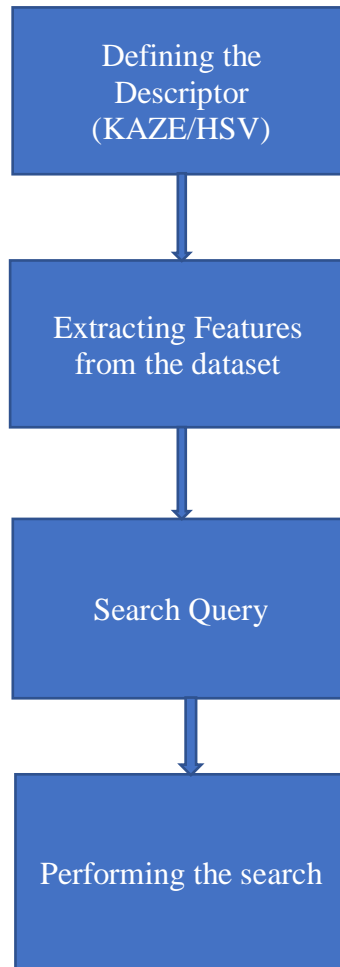 Defining the
Descriptor
(KAZE/HSV)
Extracting Features
from the dataset
Search Query
Performing the search